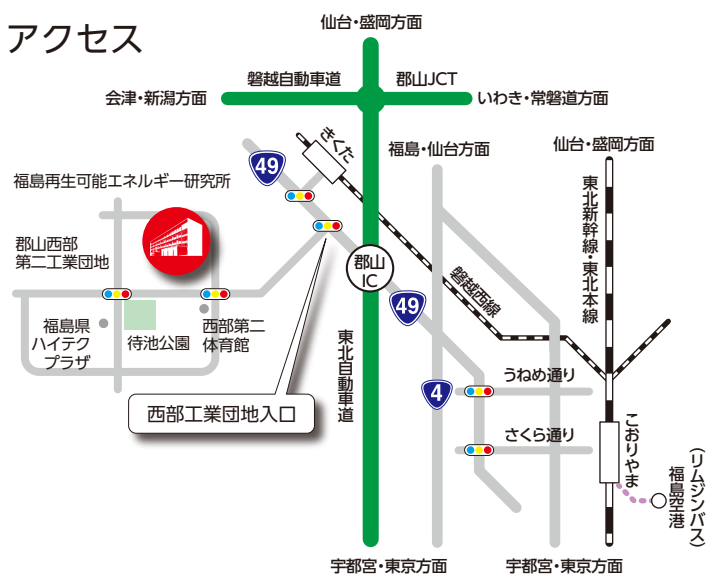 アクセス
仙台・盛岡方面
磐越自動車道
郡山JCT
会津・新潟方面
いわき・常磐道方面
きくた
49
福島・仙台方面
仙台・盛岡方面
福島再生可能エネルギー研究所
東北新幹線・東北本線
郡山西部
第二工業団地
郡山
IC
磐越西線
49
福島県
ハイテク
プラザ
待池公園
西部第二
体育館
東北自動車道
うねめ通り
4
西部工業団地入口
さくら通り
こおりやま
福島空港
(リムジンバス)
宇都宮・東京方面
宇都宮・東京方面